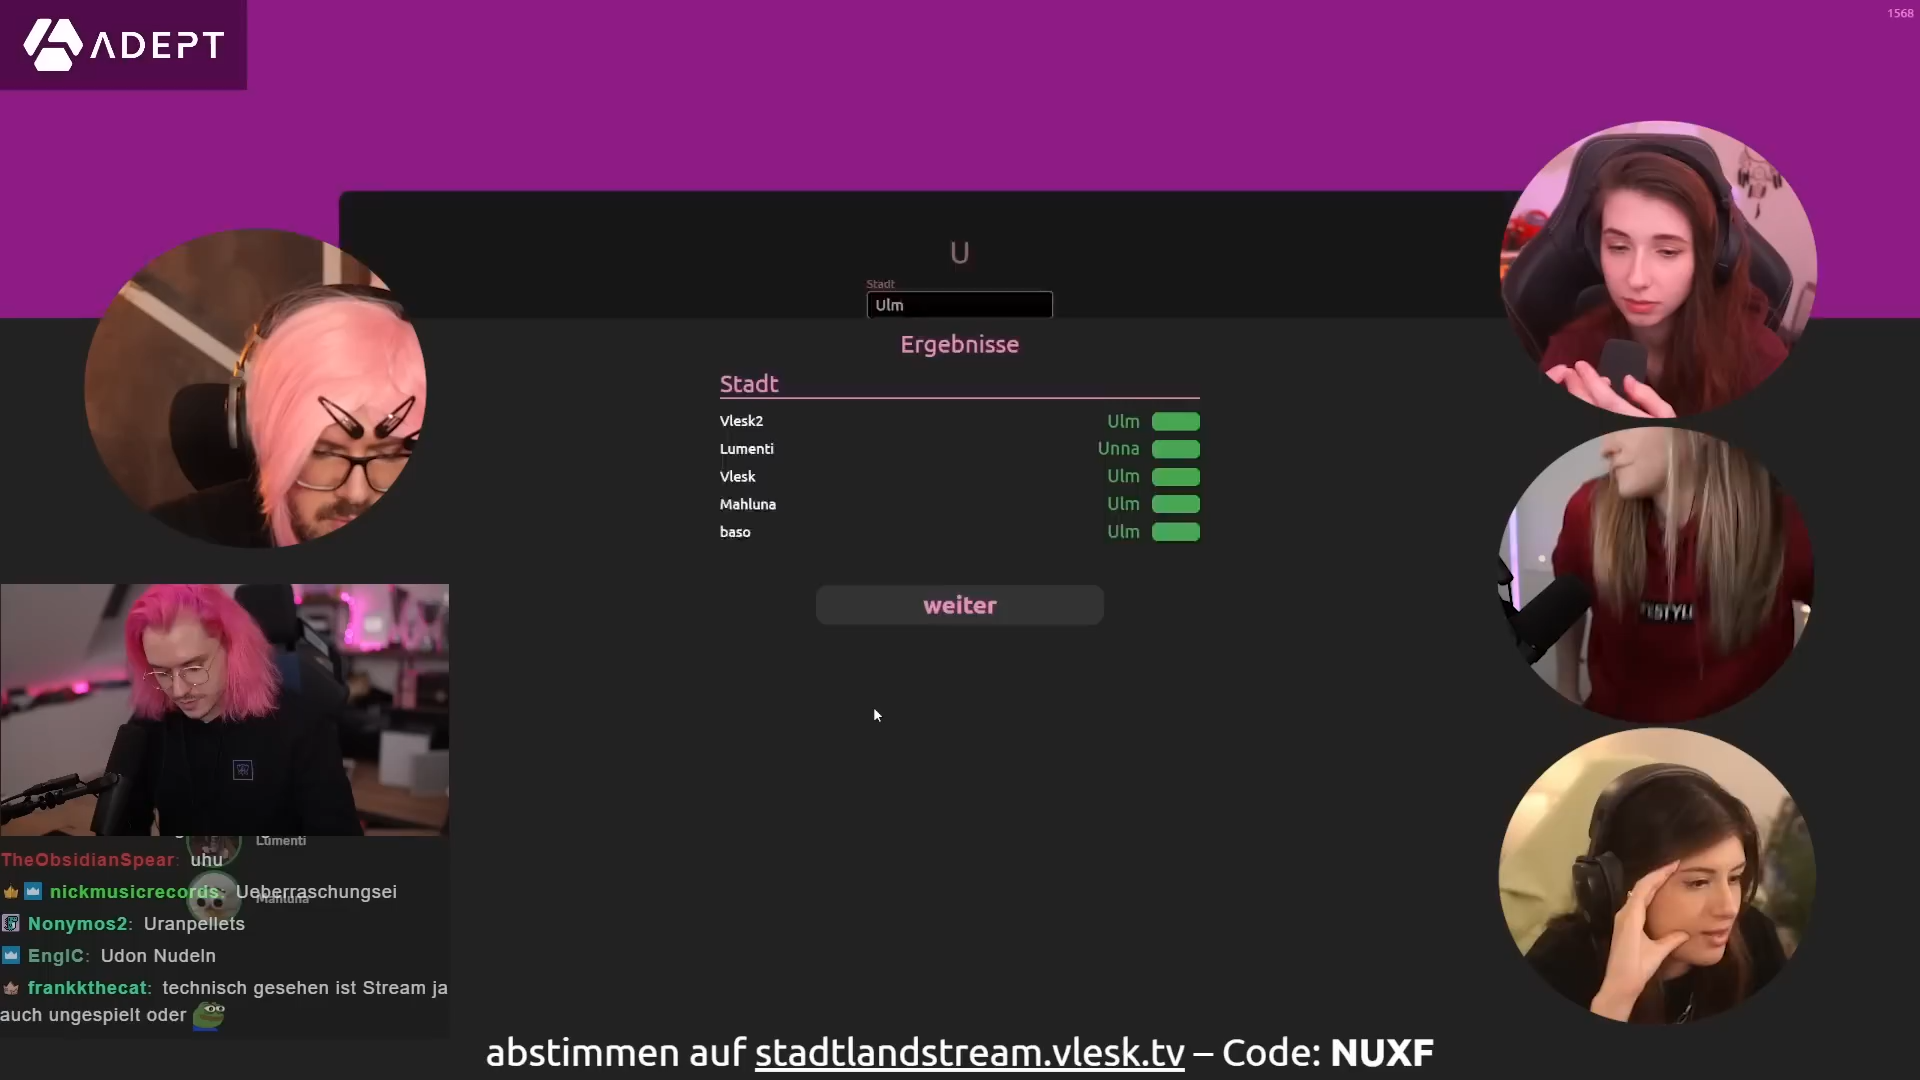 ADEPT
1568
U
Stadt
Ulm
Ergebnisse
Stadt
Vlesk2 Ulm
Lumenti Unna
Vlesk Ulm
Mahluna Ulm
baso Ulm
weiter
Lumenti
TheObsidianSpear: uhu
nickmusicrecords: Ueberraschungsei
Mahluna
Nonymos2: Uranpellets
EngIC: Udon Nudeln
frankkthecat: technisch gesehen ist Stream ja
auch ungespielt oder
abstimmen auf stadtlandstream.vlesk.tv – Code: NUXF